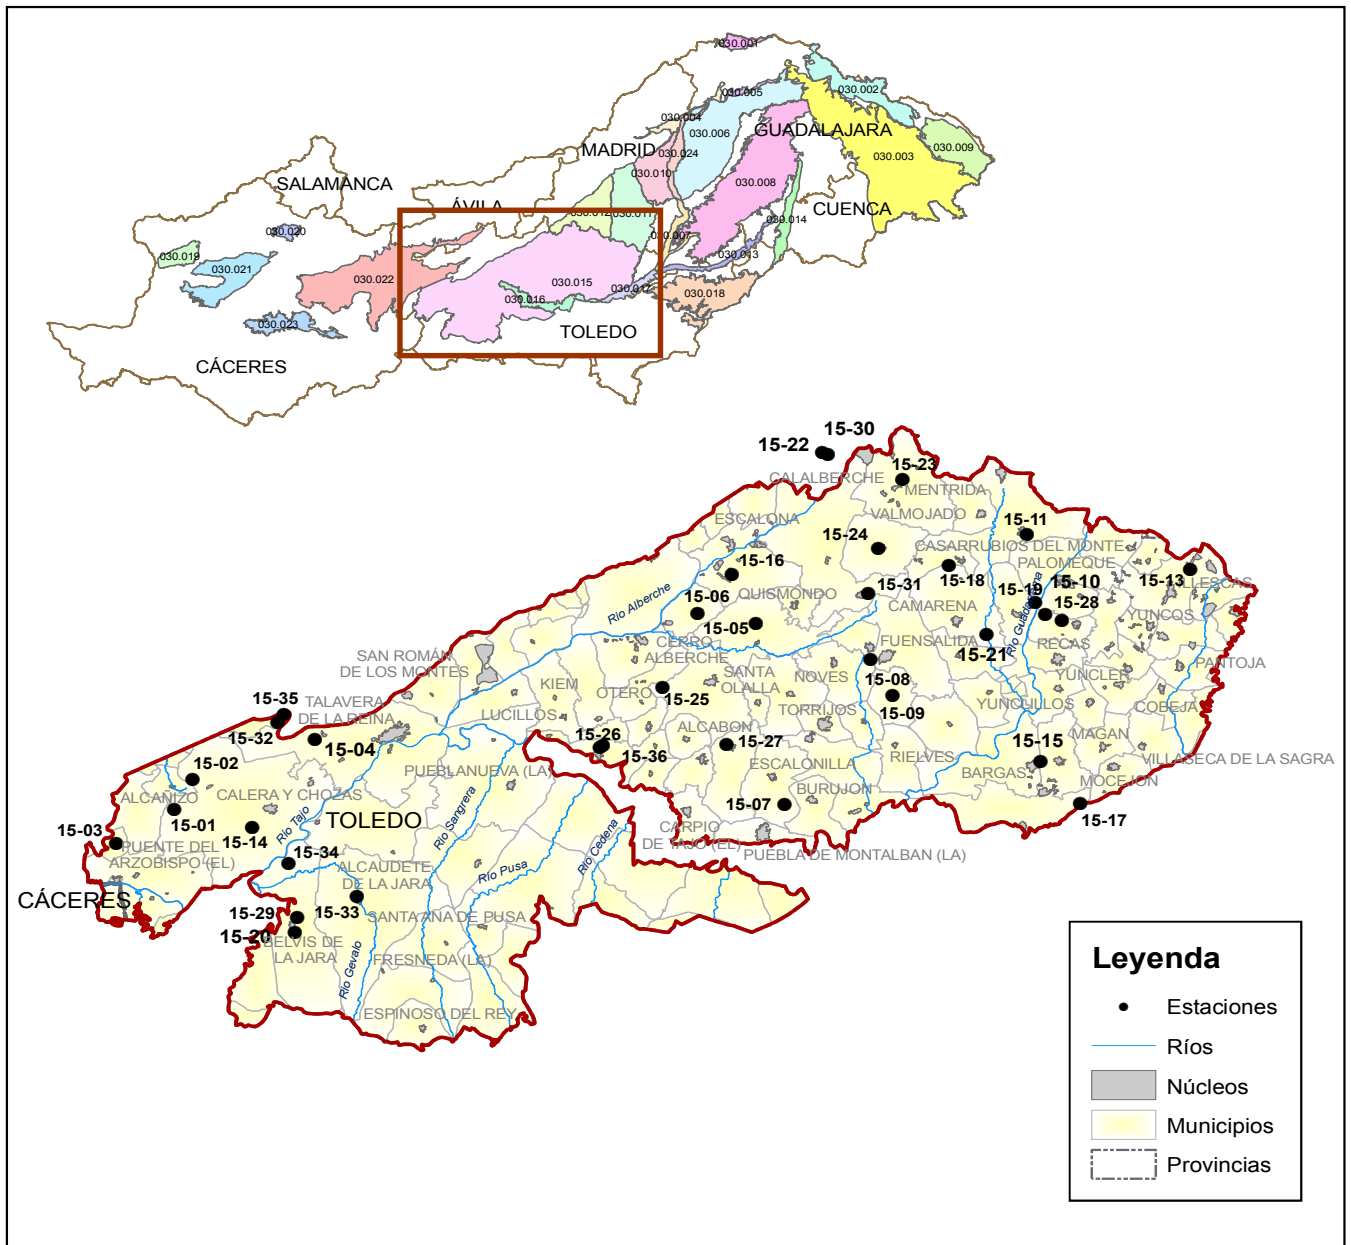 030.001
030.002
030.005
030.004
GUADALAJARA
030.006
MADRID
030.024
030.009
030.003
030.010
030.008
SALAMANCA
ÁVILA
CUENCA
030.012
030.011
030.014
030.020
030.007
030.019
030.013
030.021
030.022
030.015
030.017
030.016
030.018
030.023
TOLEDO
CÁCERES
15-30
15-22
15-23
CALALBERCHE
MENTRIDA
VALMOJADO
ESCALONA
15-11
15-24
CASARRUBIOS DEL MONTE
PALOMEQUE
15-16
15-18
15-10
15-13
ILLESCAS
15-31
QUISMONDO
15-19
15-06
15-28
YUNCOS
CAMARENA
Río Alberche
15-05
Río Guadarrama
CERRO
ALBERCHE
FUENSALIDA
RECAS
15-21
SAN ROMÁN
DE LOS MONTES
PANTOJA
15-08
NOVES
SANTA
OLALLA
YUNCLER
KIEM
OTERO
15-25
15-09
YUNCLILLOS
COBEJA
15-35
TALAVERA
DE LA REINA
LUCILLOS
TORRIJOS
15-32
15-04
ALCABON
15-26
15-27
15-36
MAGAN
15-15
RIELVES
VILLASECA DE LA SAGRA
ESCALONILLA
PUEBLANUEVA (LA)
BARGAS
MOCEJON
15-02
BURUJON
ALCAÑIZO
CALERA Y CHOZAS
15-07
15-17
15-01
TOLEDO
Río Tajo
Río Sangrera
CARPIO
DE TAJO (EL)
15-03
15-14
Río Cedena
PUENTE DEL
ARZOBISPO (EL)
PUEBLA DE MONTALBAN (LA)
15-34
ALCAUDETE
DE LA JARA
Río Pusa
CÁCERES
15-33
15-29
SANTA ANA DE PUSA
15-20
BELVIS DE
LA JARA
FRESNEDA (LA)
Río Gevalo
ESPINOSO DEL REY
Leyenda
Estaciones
Ríos
Núcleos
Municipios
Provincias